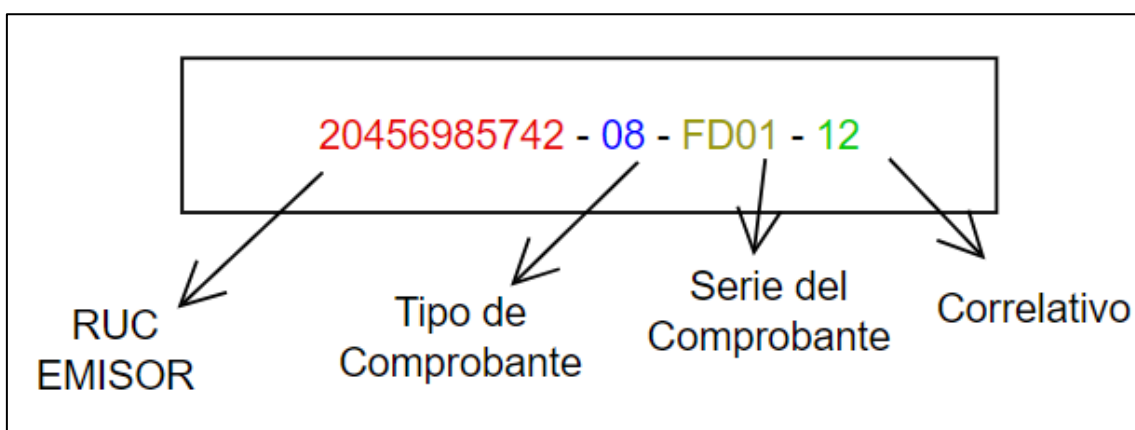 20456985742 - 08 - FD01 - 12
RUC
EMISOR
Tipo de
Comprobante
Serie del
Comprobante
Correlativo